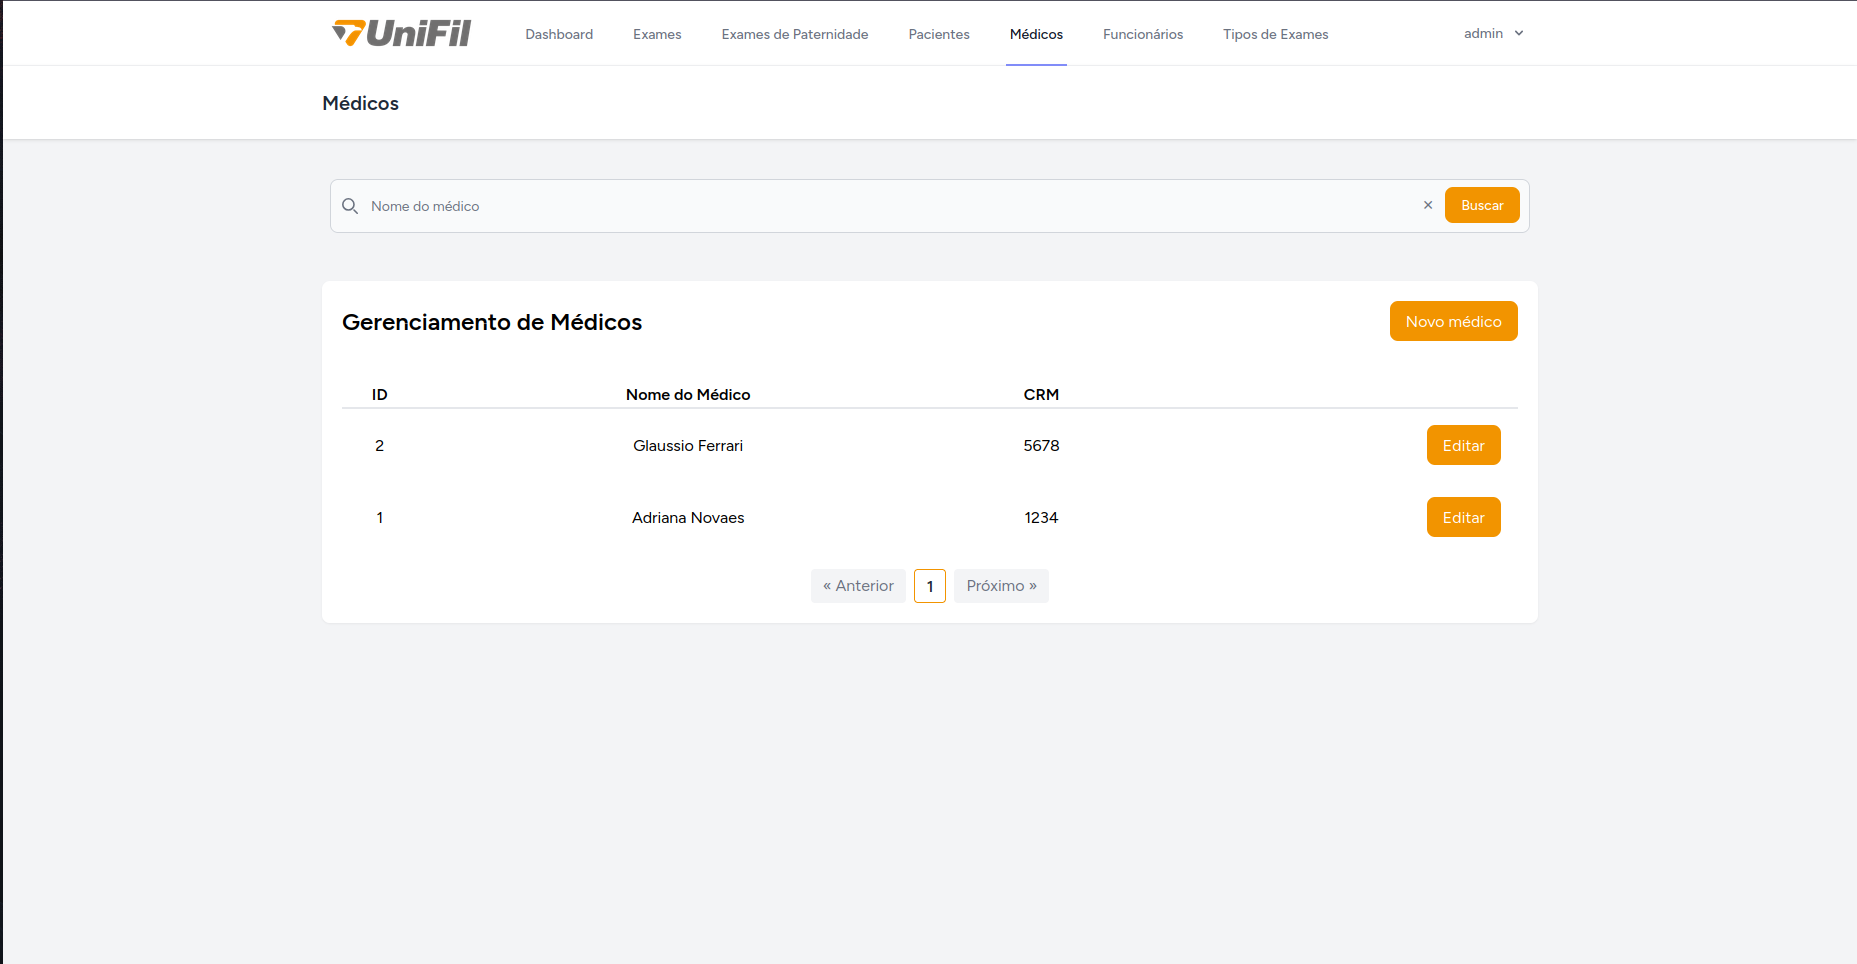 UniFil
Dashboard Exames Exames de Paternidade Pacientes Médicos Funcionários Tipos de Exames admin
Médicos
Nome do médico × Buscar
Gerenciamento de Médicos Novo médico
ID Nome do Médico CRM
2 Glaussio Ferrari 5678 Editar
1 Adriana Novaes 1234 Editar
« Anterior 1 Próximo »